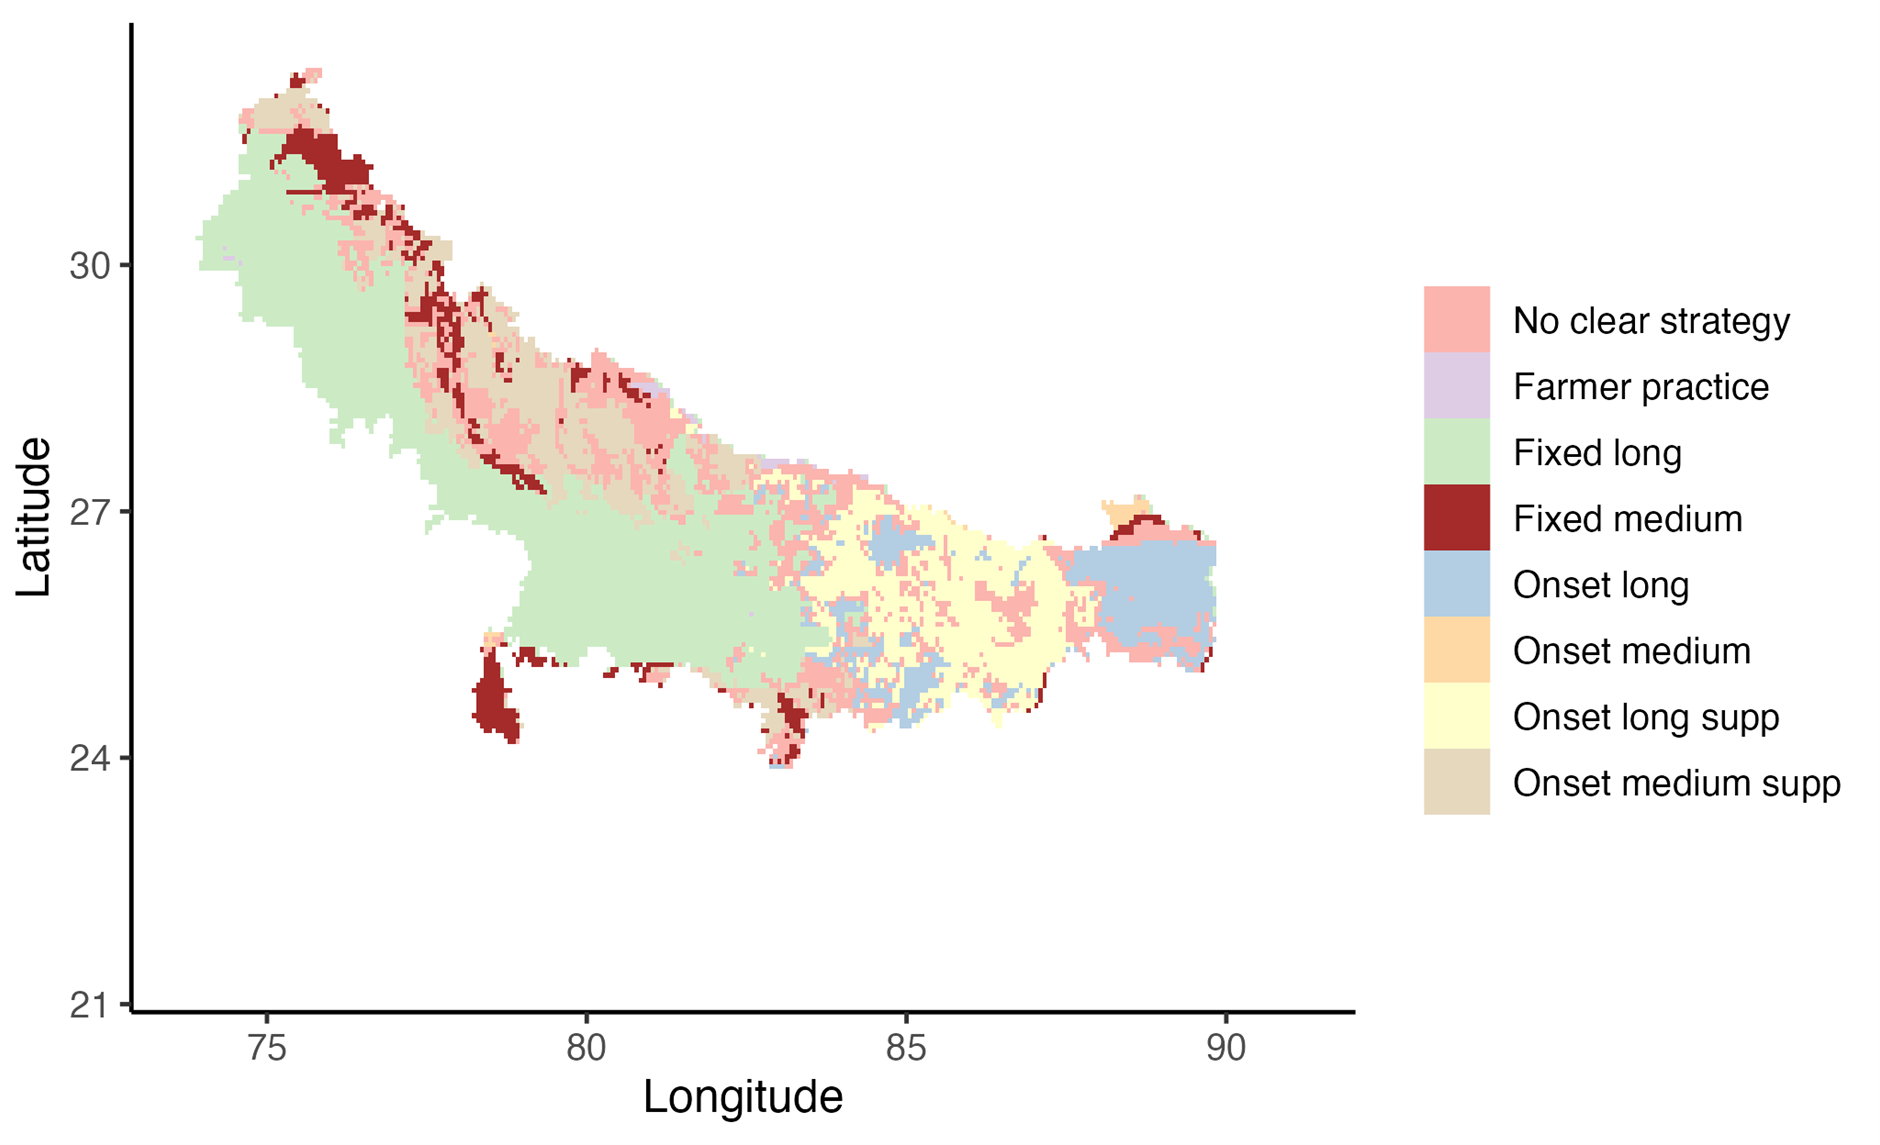 30
27
24
21
Latitude
75 80 85 90
Longitude
No clear strategy
Farmer practice
Fixed long
Fixed medium
Onset long
Onset medium
Onset long supp
Onset medium supp